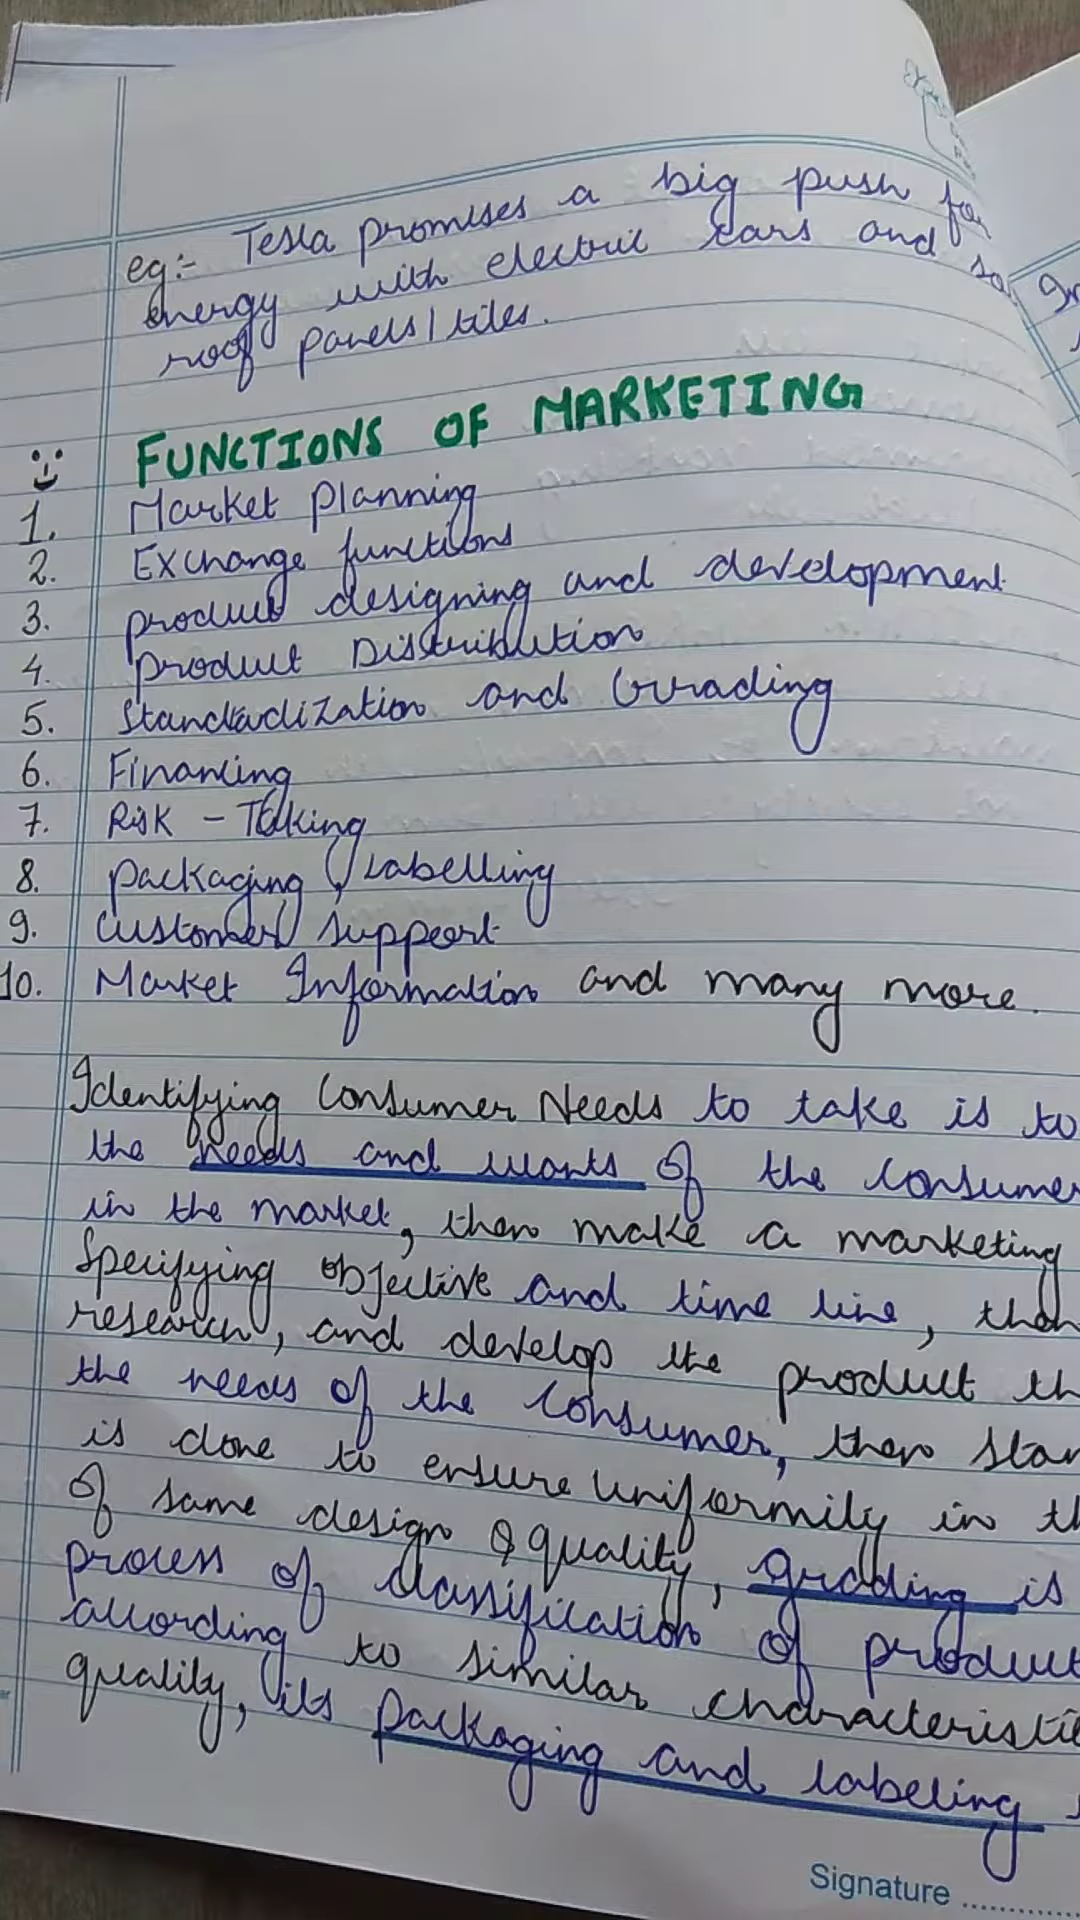 eg:- Tesla promises a big push for
energy with electric cars and so
roof panels/tiles.
FUNCTIONS OF MARKETING
1. Market Planning
2. Exchange functions
3. product designing and development
4. product Distribution
5. Standardization and Grading
6. Financing
7. Risk - Taking
8. packaging, Labelling
9. Customer support
10. Market Information and many more.
Identifying Consumer Needs to take is to
the needs and wants of the consumer
in the market, then make a marketing
Specifying objective and time line, then
research, and develop the product th
the needs of the consumer, then stan
is done to ensure uniformily in th
of same design & quality, grading is
process of classification of product
according to similar characteristic
quality, its packaging and labeling
Signature